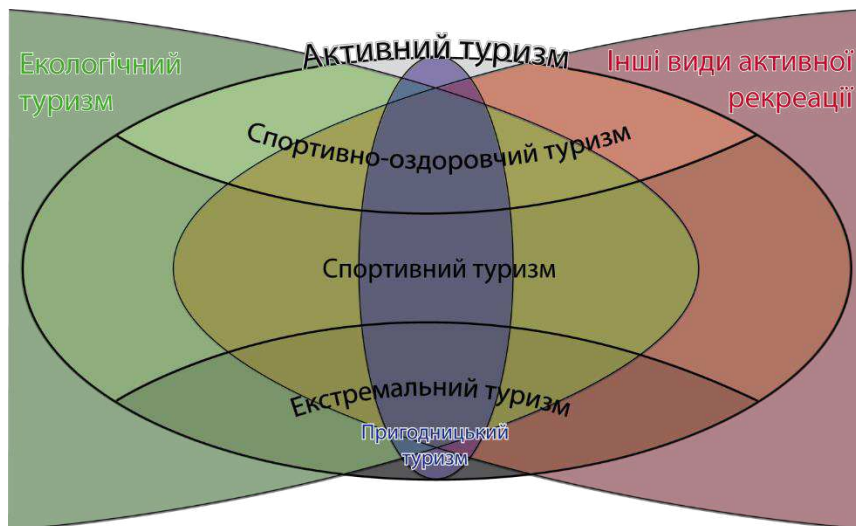 Активний туризм
Екологічний
туризм
Інші види активної
рекреації
Спортивно-оздоровчий туризм
Спортивний туризм
Екстремальний туризм
Пригодницький
туризм